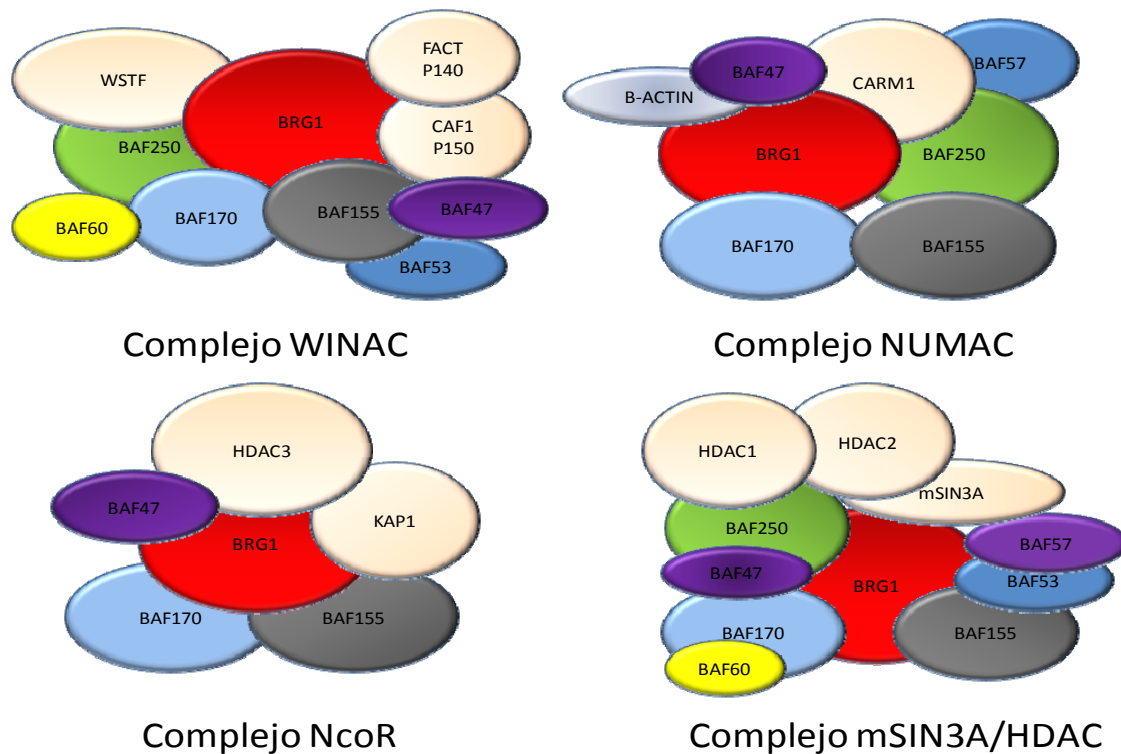 WSTF
FACT
P140
BRG1
CAF1
P150
BAF250
BAF170
BAF155
BAF47
BAF60
BAF53
Complejo WINAC
BAF47
CARM1
BAF57
B-ACTIN
BRG1
BAF250
BAF170
BAF155
Complejo NUMAC
HDAC3
BAF47
KAP1
BRG1
BAF170
BAF155
Complejo NcoR
HDAC1
HDAC2
mSIN3A
BAF250
BAF57
BAF47
BRG1
BAF53
BAF170
BAF155
BAF60
Complejo mSIN3A/HDAC